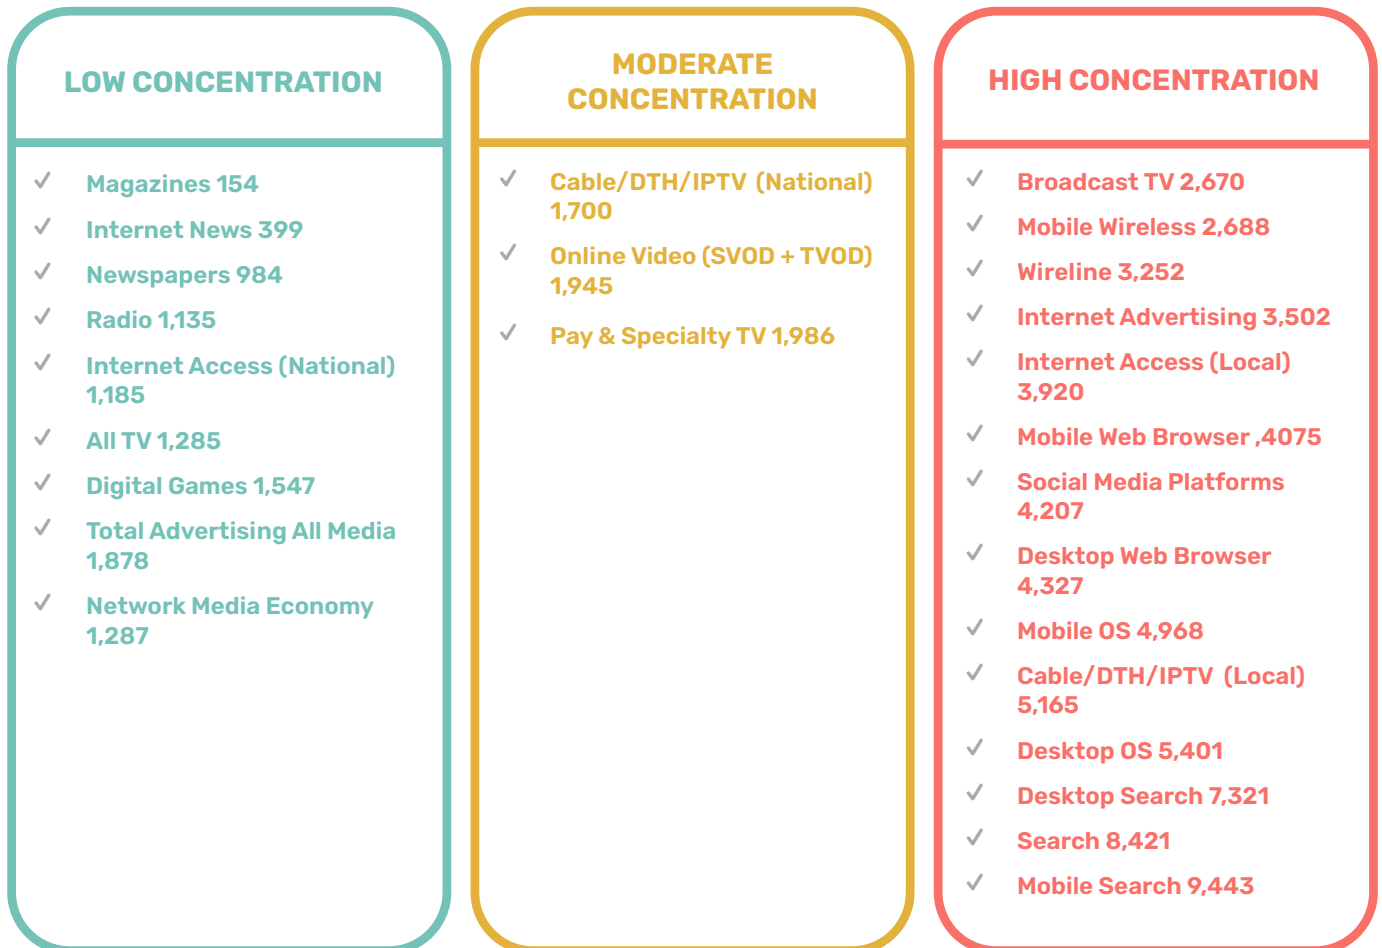 LOW CONCENTRATION
Magazines 154
Internet News 399
Newspapers 984
Radio 1,135
Internet Access (National)
1,185
All TV 1,285
Digital Games 1,547
Total Advertising All Media
1,878
Network Media Economy
1,287
MODERATE
CONCENTRATION
Cable/DTH/IPTV (National)
1,700
Online Video (SVOD + TVOD)
1,945
Pay & Specialty TV 1,986
HIGH CONCENTRATION
Broadcast TV 2,670
Mobile Wireless 2,688
Wireline 3,252
Internet Advertising 3,502
Internet Access (Local)
3,920
Mobile Web Browser ,4075
Social Media Platforms
4,207
Desktop Web Browser
4,327
Mobile OS 4,968
Cable/DTH/IPTV (Local)
5,165
Desktop OS 5,401
Desktop Search 7,321
Search 8,421
Mobile Search 9,443